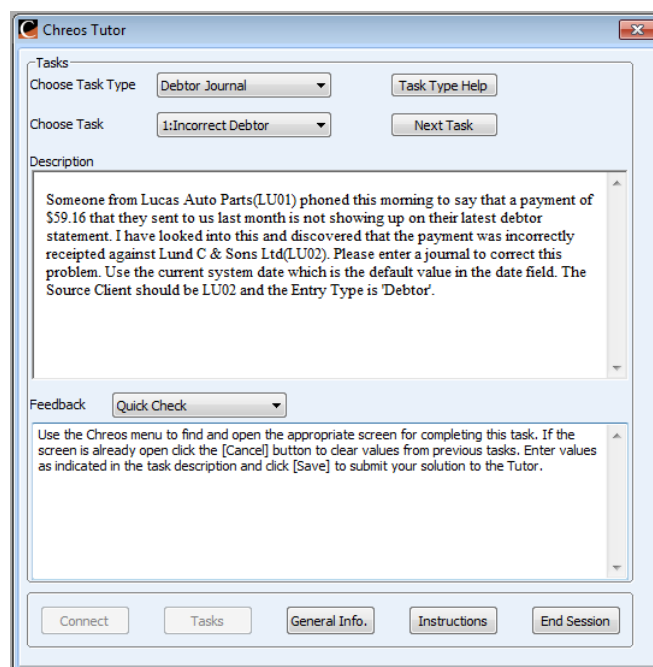 Chreos Tutor
Tasks
Choose Task Type Debtor Journal Task Type Help
Choose Task 1:Incorrect Debtor Next Task
Description
Someone from Lucas Auto Parts(LU01) phoned this morning to say that a payment of
$59.16 that they sent to us last month is not showing up on their latest debtor
statement. I have looked into this and discovered that the payment was incorrectly
receipted against Lund C & Sons Ltd(LU02). Please enter a journal to correct this
problem. Use the current system date which is the default value in the date field. The
Source Client should be LU02 and the Entry Type is 'Debtor'.
Feedback Quick Check
Use the Chreos menu to find and open the appropriate screen for completing this task. If the
screen is already open click the [Cancel] button to clear values from previous tasks. Enter values
as indicated in the task description and click [Save] to submit your solution to the Tutor.
Connect Tasks General Info. Instructions End Session